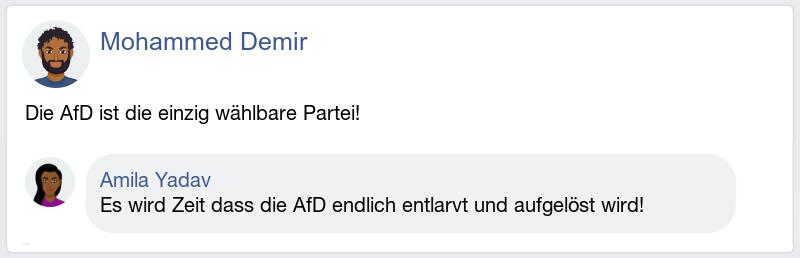 Mohammed Demir
Die AfD ist die einzig wählbare Partei!
Amila Yadav
Es wird Zeit dass die AfD endlich entlarvt und aufgelöst wird!